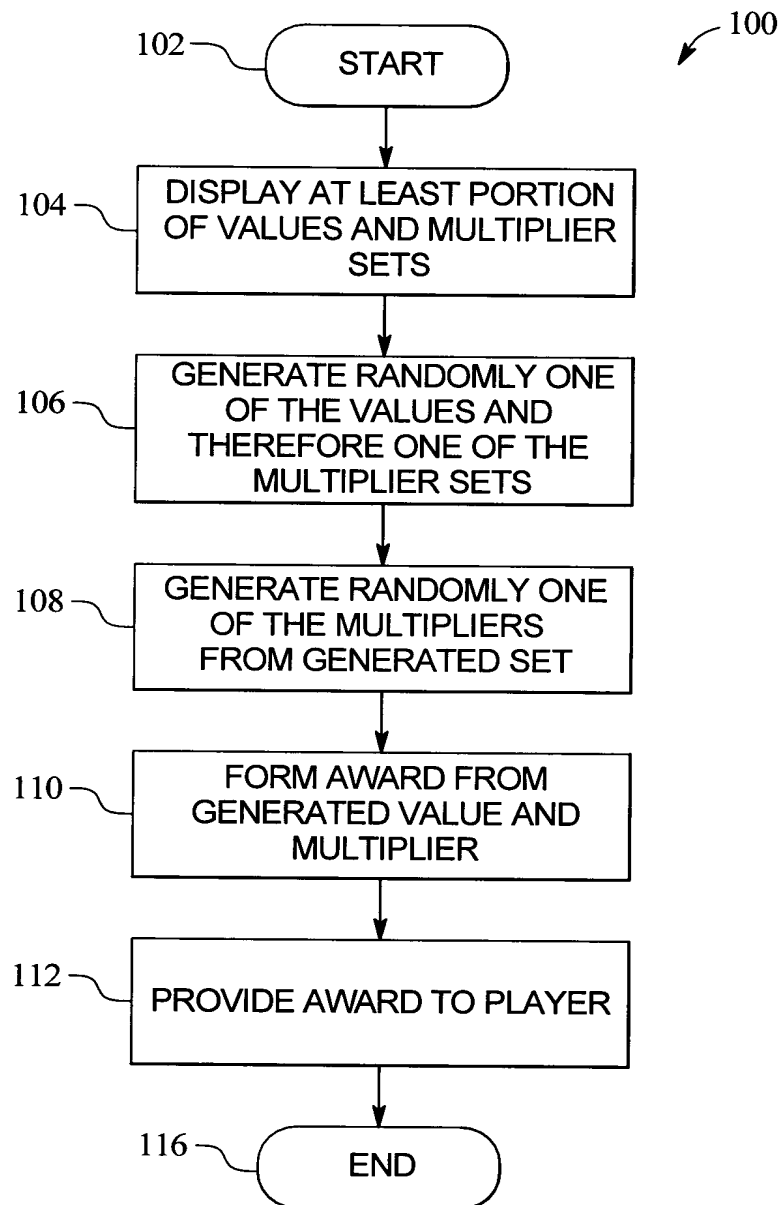 100
102
START
104
DISPLAY AT LEAST PORTION
OF VALUES AND MULTIPLIER
SETS
106
GENERATE RANDOMLY ONE
OF THE VALUES AND
THEREFORE ONE OF THE
MULTIPLIER SETS
108
GENERATE RANDOMLY ONE
OF THE MULTIPLIERS
FROM GENERATED SET
110
FORM AWARD FROM
GENERATED VALUE AND
MULTIPLIER
112
PROVIDE AWARD TO PLAYER
116
END